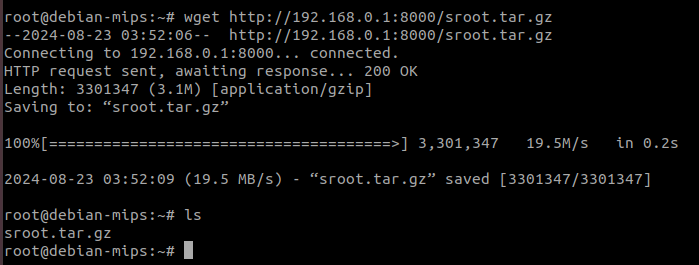 root@debian-mips:~# wget http://192.168.0.1:8000/sroot.tar.gz
--2024-08-23 03:52:06--  http://192.168.0.1:8000/sroot.tar.gz
Connecting to 192.168.0.1:8000... connected.
HTTP request sent, awaiting response... 200 OK
Length: 3301347 (3.1M) [application/gzip]
Saving to: “sroot.tar.gz”
100%[======================================>] 3,301,347   19.5M/s   in 0.2s
2024-08-23 03:52:09 (19.5 MB/s) - “sroot.tar.gz” saved [3301347/3301347]
root@debian-mips:~# ls
sroot.tar.gz
root@debian-mips:~#